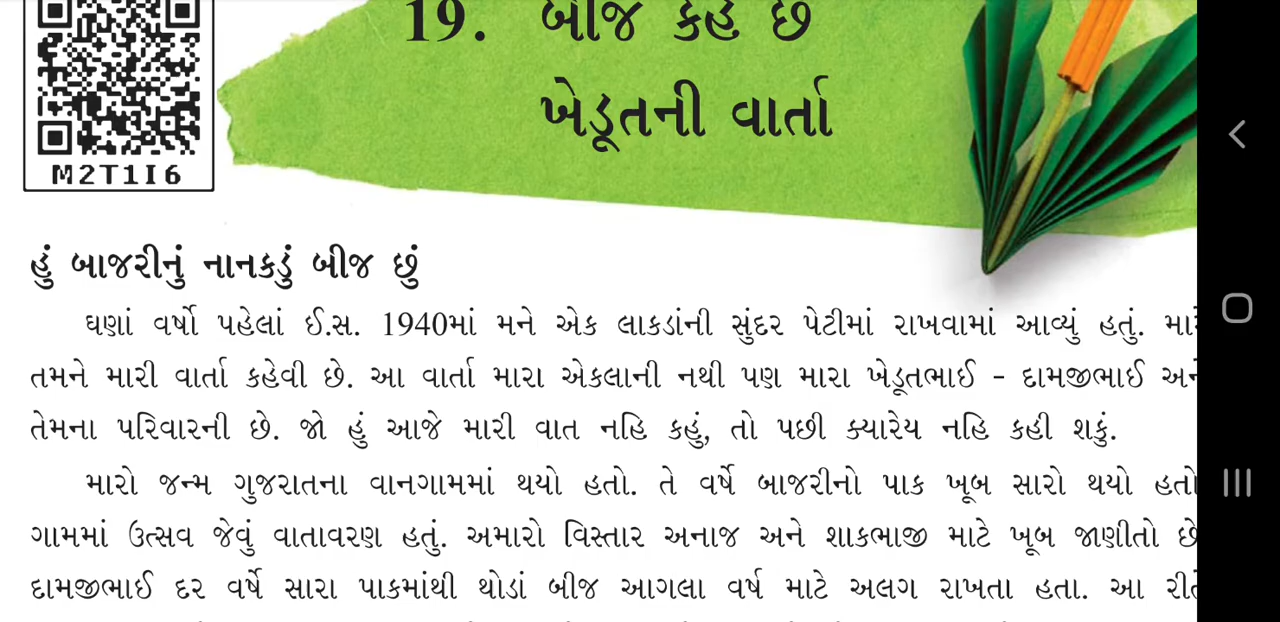 M2T1I6
19. બીજ કહે છે
ખેડૂતની વાર્તા
હું બાજરીનું નાનકડું બીજ છું
ઘણાં વર્ષો પહેલાં ઈ.સ. 1940માં મને એક લાકડાંની સુંદર પેટીમાં રાખવામાં આવ્યું હતું. મારે
તમને મારી વાર્તા કહેવી છે. આ વાર્તા મારા એકલાની નથી પણ મારા ખેડૂતભાઈ - દામજીભાઈ અને
તેમના પરિવારની છે. જો હું આજે મારી વાત નહિ કહું, તો પછી ક્યારેય નહિ કહી શકું.
મારો જન્મ ગુજરાતના વાનગામમાં થયો હતો. તે વર્ષે બાજરીનો પાક ખૂબ સારો થયો હતો
ગામમાં ઉત્સવ જેવું વાતાવરણ હતું. અમારો વિસ્તાર અનાજ અને શાકભાજી માટે ખૂબ જાણીતો છે
દામજીભાઈ દર વર્ષે સારા પાકમાંથી થોડાં બીજ આગલા વર્ષ માટે અલગ રાખતા હતા. આ રીતે